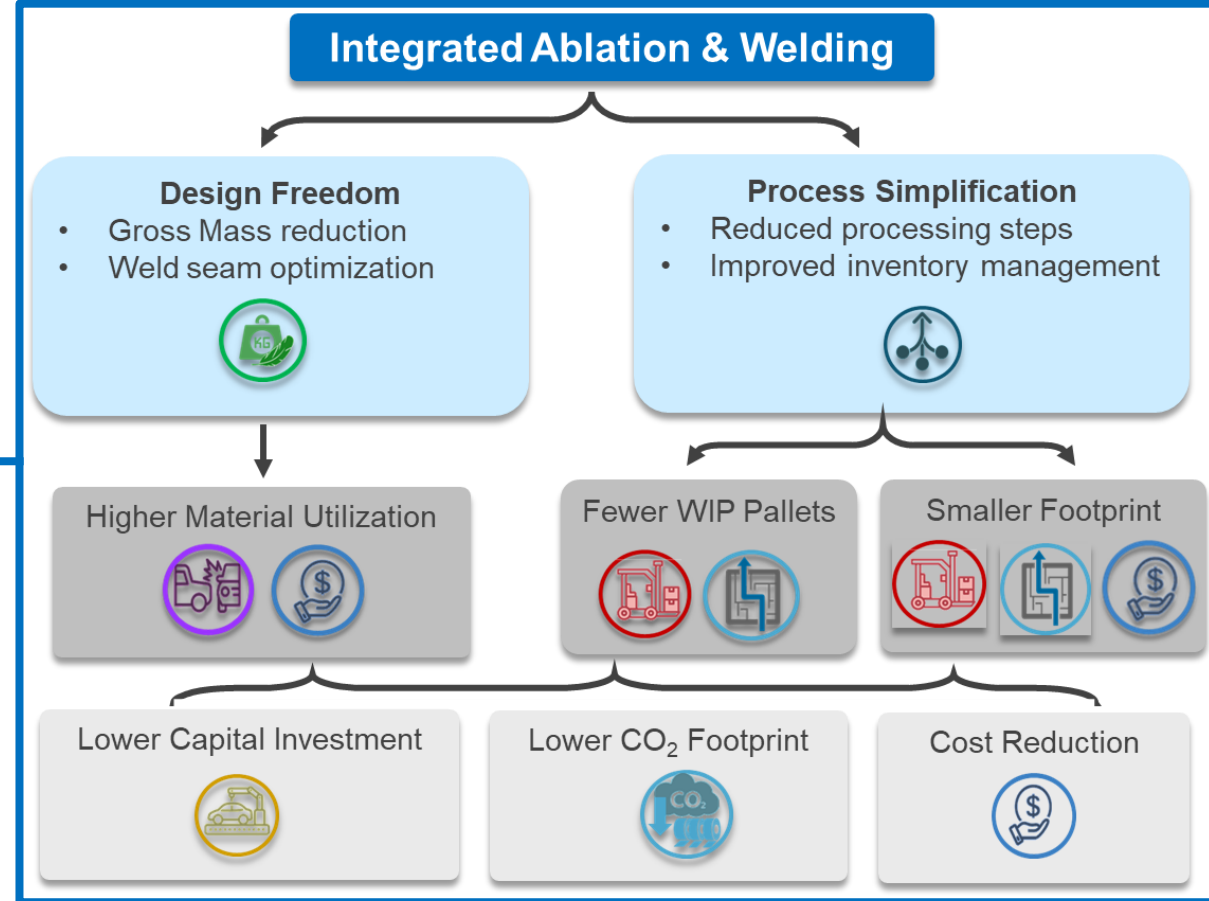 Integrated Ablation & Welding
Design Freedom
• Gross Mass reduction
• Weld seam optimization
KG
Process Simplification
• Reduced processing steps
• Improved inventory management
Higher Material Utilization
$
Fewer WIP Pallets
Smaller Footprint
$
Lower Capital Investment
Lower CO₂ Footprint
CO₂
Cost Reduction
$